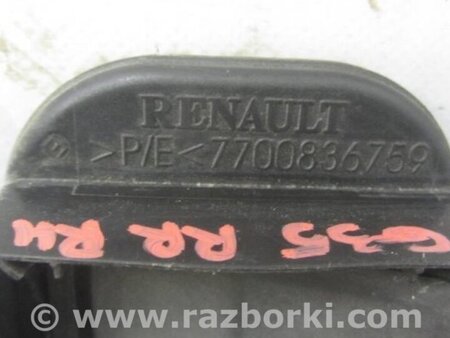 RENAULT
>P/E< 7700836759
G35 RR RH
www.razborki.com